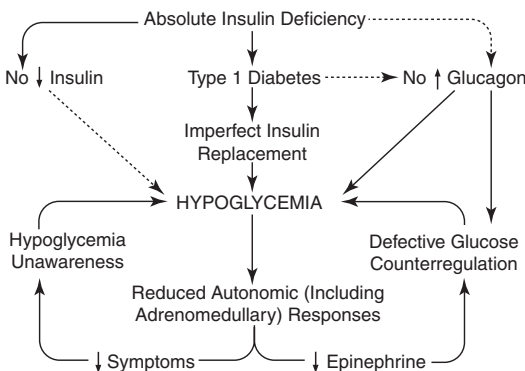 Absolute Insulin Deficiency
No ↓ Insulin
Type 1 Diabetes
No ↑ Glucagon
Imperfect Insulin
Replacement
HYPOGLYCEMIA
Hypoglycemia
Unawareness
Defective Glucose
Counterregulation
Reduced Autonomic (Including
Adrenomedullary) Responses
↓ Symptoms
↓ Epinephrine